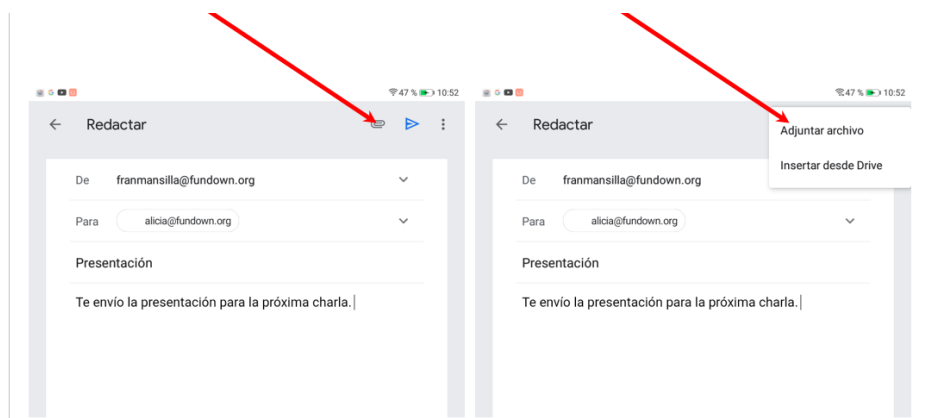 47 % 10:52
Redactar
De franmansilla@fundown.org
Para alicia@fundown.org
Presentación
Te envío la presentación para la próxima charla.
47 % 10:52
Redactar
Adjuntar archivo
Insertar desde Drive
De franmansilla@fundown.org
Para alicia@fundown.org
Presentación
Te envío la presentación para la próxima charla.